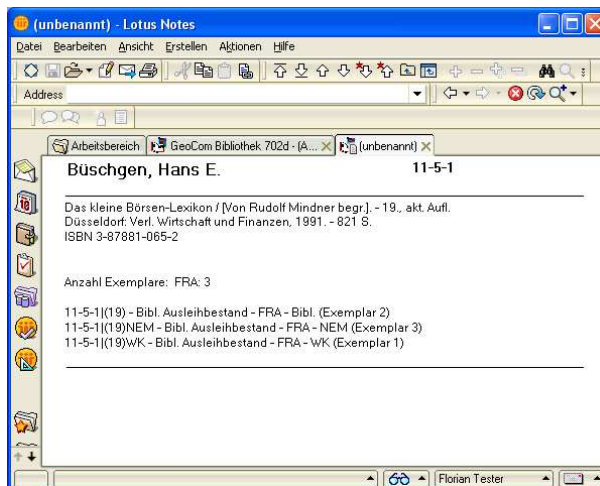 (unbenannt) - Lotus Notes
Datei Bearbeiten Ansicht Erstellen Aktionen Hilfe
Address
Arbeitsbereich GeoCom Bibliothek 702d - (A... (unbenannt)
Büschgen, Hans E. 11-5-1
Das kleine Börsen-Lexikon / [Von Rudolf Mindner begr.]. - 19., akt. Aufl.
Düsseldorf: Verl. Wirtschaft und Finanzen, 1991. - 821 S.
ISBN 3-87881-065-2
Anzahl Exemplare: FRA: 3
11-5-1|(19) - Bibl. Ausleihbestand - FRA - Bibl. (Exemplar 2)
11-5-1|(19)NEM - Bibl. Ausleihbestand - FRA - NEM (Exemplar 3)
11-5-1|(19)WK - Bibl. Ausleihbestand - FRA - WK (Exemplar 1)
Florian Tester